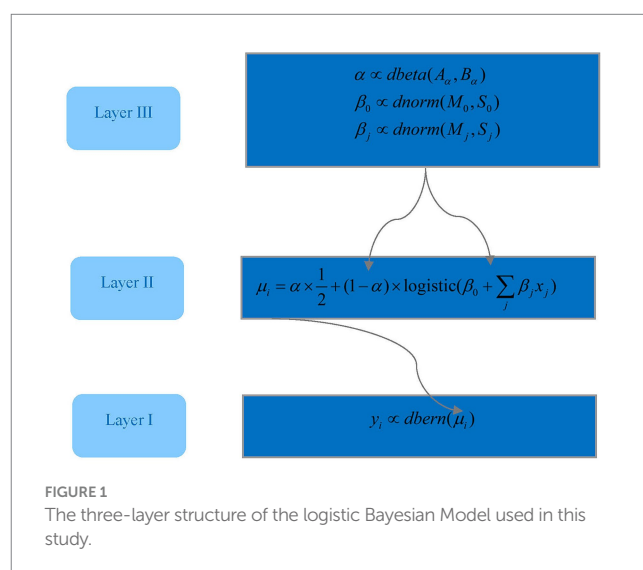 Layer III
α ∝ dbeta(A_α, B_α)
β_0 ∝ dnorm(M_0, S_0)
β_j ∝ dnorm(M_j, S_j)
Layer II
μ_i = α × 1/2 + (1−α) × logistic(β_0 + ∑_j β_j x_j)
Layer I
y_i ∝ dbern(μ_i)
FIGURE 1
The three-layer structure of the logistic Bayesian Model used in this
study.